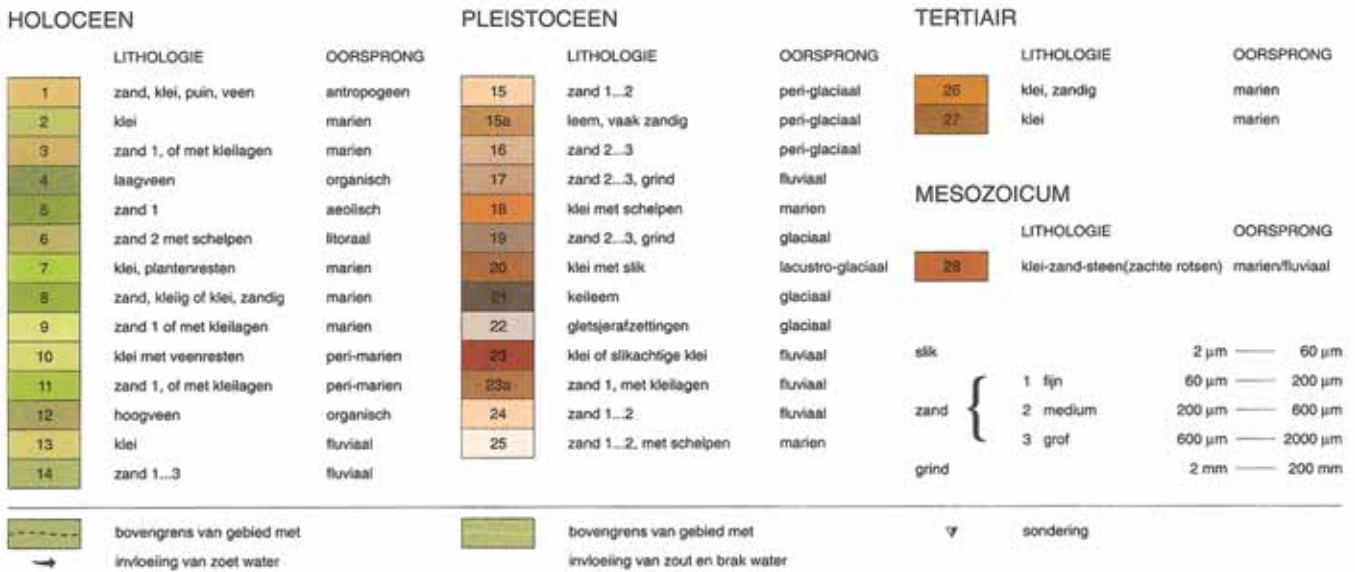 HOLOCEEN
LITHOLOGIE OORSPRONG
1 zand, klei, puin, veen antropogeen
2 klei marien
3 zand 1, of met kleilagen marien
4 laagveen organisch
5 zand 1 aeolisch
6 zand 2 met schelpen litoraal
7 klei, plantenresten marien
8 zand, kleiig of klei, zandig marien
9 zand 1 of met kleilagen marien
10 klei met veenresten peri-marien
11 zand 1, of met kleilagen peri-marien
12 hoogveen organisch
13 klei fluviaal
14 zand 1...3 fluviaal
PLEISTOCEEN
LITHOLOGIE OORSPRONG
15 zand 1...2 peri-glaciaal
15a leem, vaak zandig peri-glaciaal
16 zand 2...3 peri-glaciaal
17 zand 2...3, grind fluviaal
18 klei met schelpen marien
19 zand 2...3, grind glaciaal
20 klei met slik lacustro-glaciaal
21 keileem glaciaal
22 gletsjerafzettingen glaciaal
23 klei of slikachtige klei fluviaal
23a zand 1, met kleilagen fluviaal
24 zand 1...2 fluviaal
25 zand 1...2, met schelpen marien
TERTIAIR
LITHOLOGIE OORSPRONG
26 klei, zandig marien
27 klei marien
MESOZOICUM
LITHOLOGIE OORSPRONG
28 klei-zand-steen(zachte rotsen) marien/fluviaal
slik 2 µm — 60 µm
1 fijn 60 µm — 200 µm
zand { 2 medium 200 µm — 600 µm
3 grof 600 µm — 2000 µm
grind 2 mm — 200 mm
bovengrens van gebied met
invloeiing van zoet water
bovengrens van gebied met
invloeiing van zout en brak water
sondering